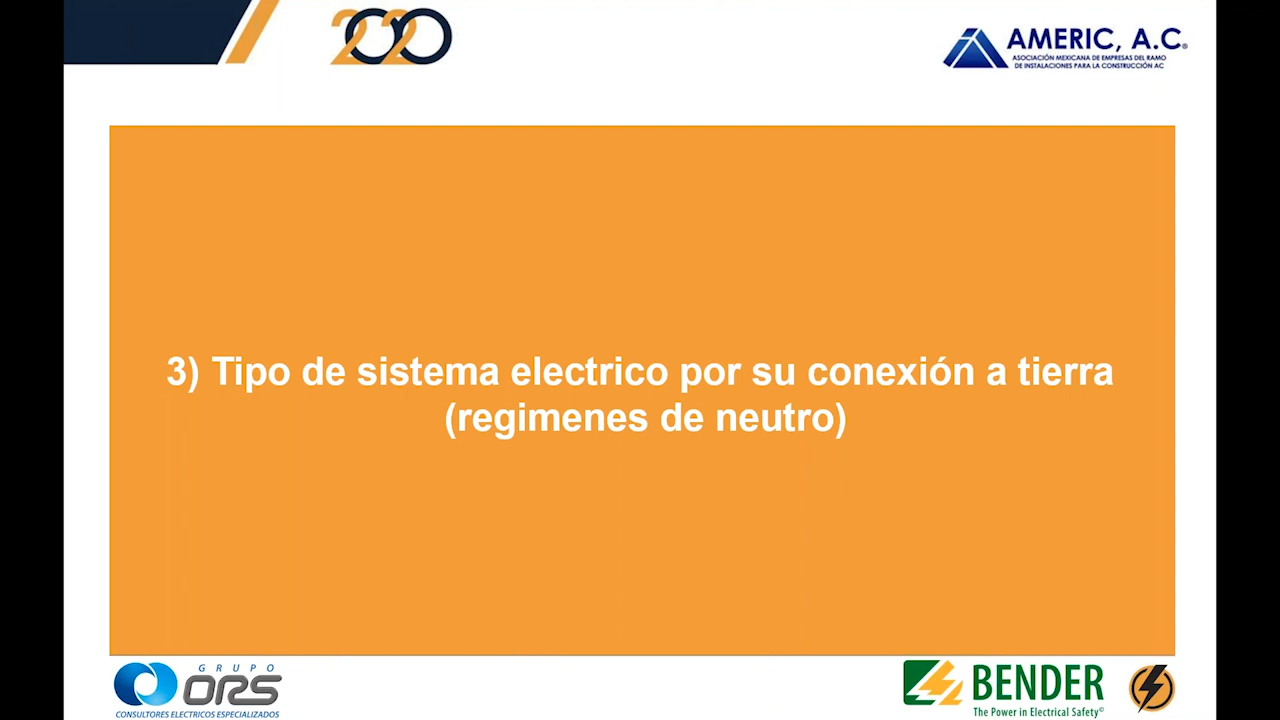 2020
AMERIC, A.C.®
ASOCIACIÓN MEXICANA DE EMPRESAS DEL RAMO
DE INSTALACIONES PARA LA CONSTRUCCIÓN AC
3) Tipo de sistema electrico por su conexión a tierra
(regimenes de neutro)
GRUPO
ORS
CONSULTORES ELECTRICOS ESPECIALIZADOS
BENDER
The Power in Electrical Safety©